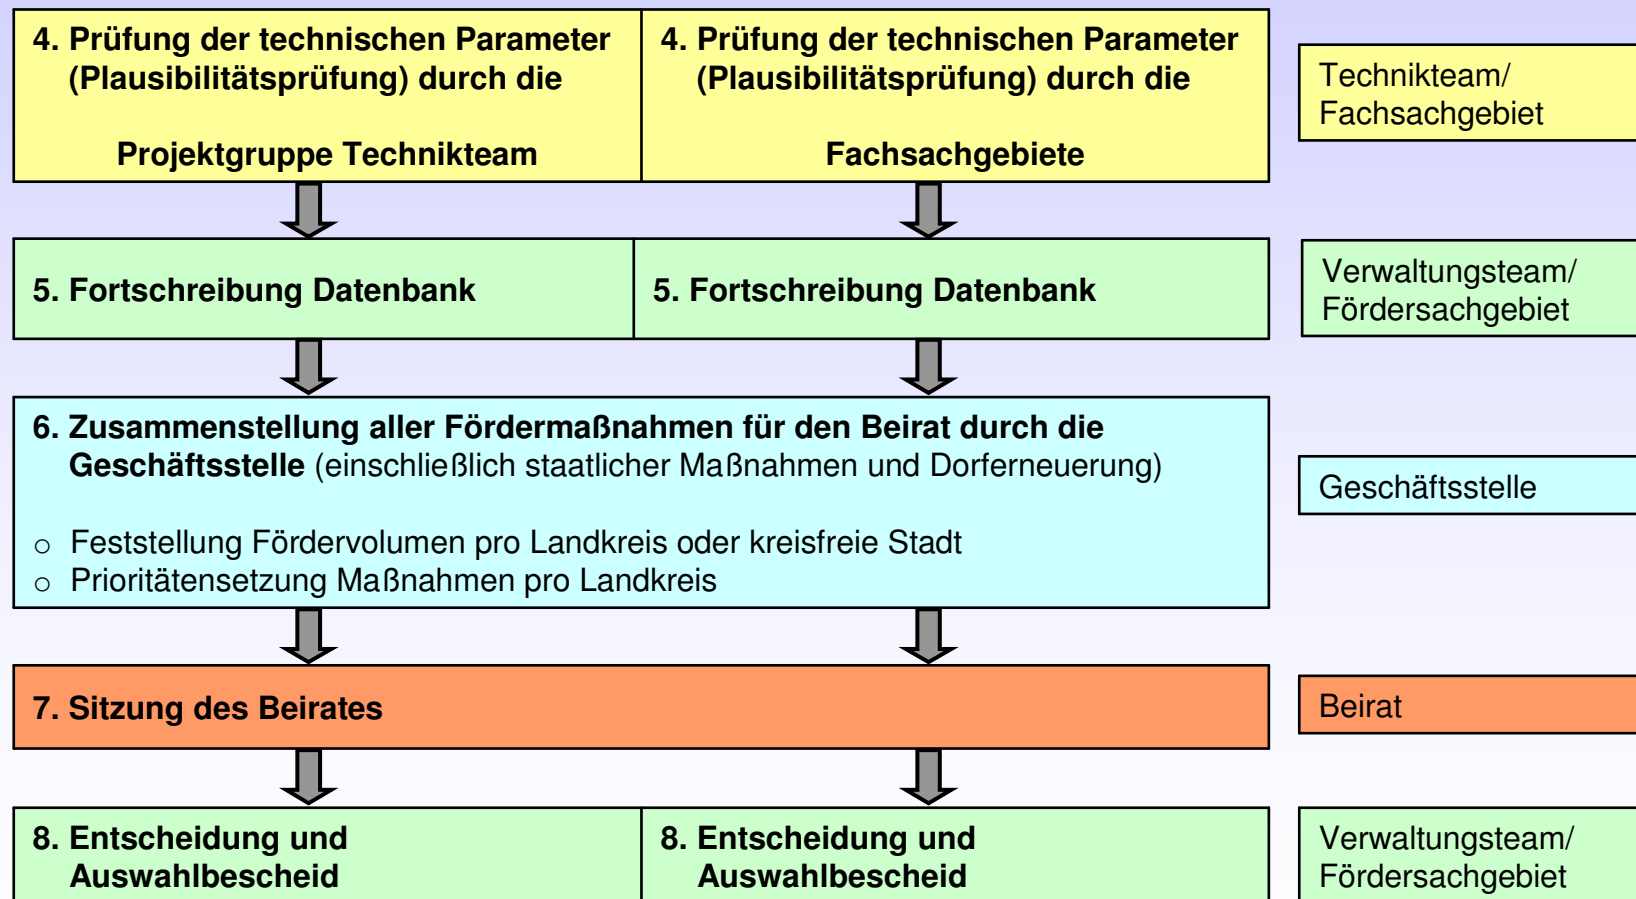 4. Prüfung der technischen Parameter
(Plausibilitätsprüfung) durch die
Projektgruppe Technikteam
4. Prüfung der technischen Parameter
(Plausibilitätsprüfung) durch die
Fachsachgebiete
Technikteam/
Fachsachgebiet
5. Fortschreibung Datenbank
5. Fortschreibung Datenbank
Verwaltungsteam/
Fördersachgebiet
6. Zusammenstellung aller Fördermaßnahmen für den Beirat durch die
Geschäftsstelle (einschließlich staatlicher Maßnahmen und Dorferneuerung)
o Feststellung Fördervolumen pro Landkreis oder kreisfreie Stadt
o Prioritätensetzung Maßnahmen pro Landkreis
Geschäftsstelle
7. Sitzung des Beirates
Beirat
8. Entscheidung und
Auswahlbescheid
8. Entscheidung und
Auswahlbescheid
Verwaltungsteam/
Fördersachgebiet